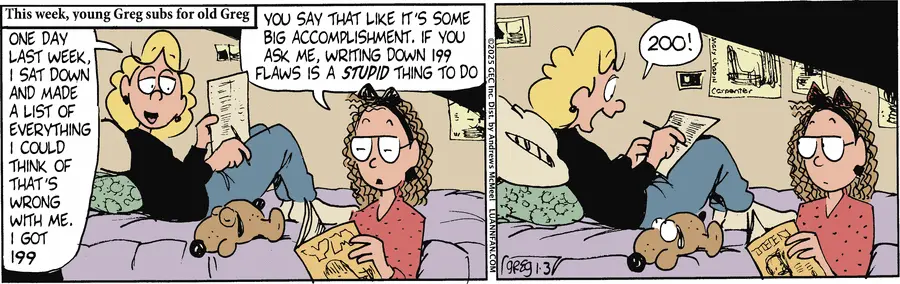 This week, young Greg subs for old Greg
ONE DAY
LAST WEEK,
I SAT DOWN
AND MADE
A LIST OF
EVERYTHING
I COULD
THINK OF
THAT'S
WRONG
WITH ME.
I GOT
199
YOU SAY THAT LIKE IT'S SOME
BIG ACCOMPLISHMENT. IF YOU
ASK ME, WRITING DOWN 199
FLAWS IS A STUPID THING TO DO
©2025 GEC Inc. Dist. by Andrews McMeel LUANNFAN.COM
200!
Carpenter
GREG 1.3